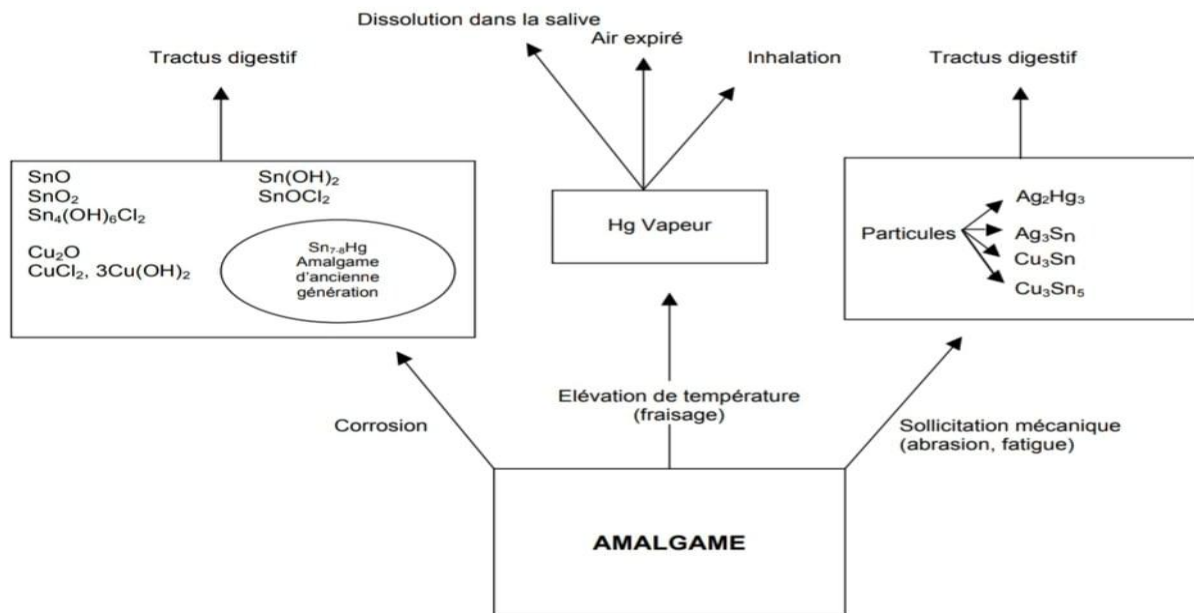 Dissolution dans la salive
Air expiré
Inhalation
Tractus digestif
Tractus digestif
SnO
SnO₂
Sn₄(OH)₆Cl₂
Cu₂O
CuCl₂, 3Cu(OH)₂
Sn(OH)₂
SnOCl₂
Sn₇₋₈Hg
Amalgame
d'ancienne
génération
Hg Vapeur
Particules
Ag₂Hg₃
Ag₃Sn
Cu₃Sn
Cu₃Sn₅
Corrosion
Elévation de température
(fraisage)
Sollicitation mécanique
(abrasion, fatigue)
AMALGAME